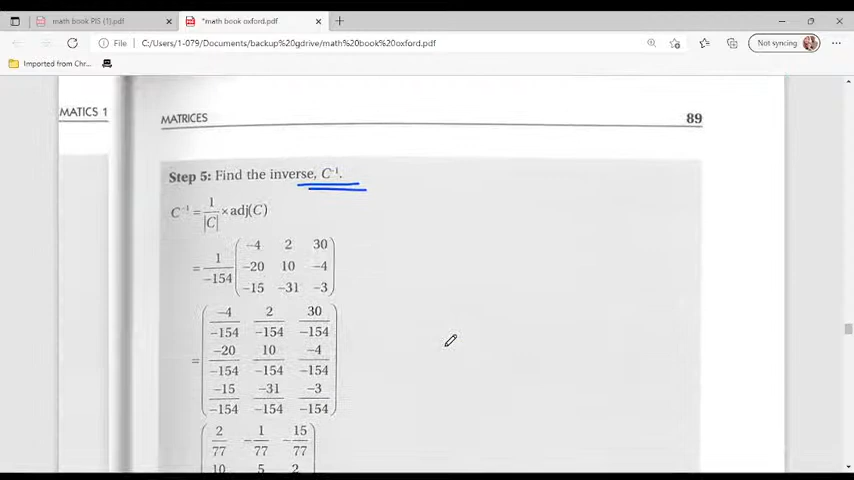 math book PIS (1).pdf
*math book oxford.pdf
File C:/Users/1-079/Documents/backup%20gdrive/math%20book%20oxford.pdf
Not syncing
Imported from Chr...
MATICS 1
MATRICES 89
Step 5: Find the inverse, C⁻¹.
C⁻¹ = 1/|C| × adj(C)
= 1/-154 ( -4 2 30
-20 10 -4
-15 -31 -3 )
= ( -4/-154 2/-154 30/-154
-20/-154 10/-154 -4/-154
-15/-154 -31/-154 -3/-154 )
( 2/77 -1/77 -15/77
10 5 2